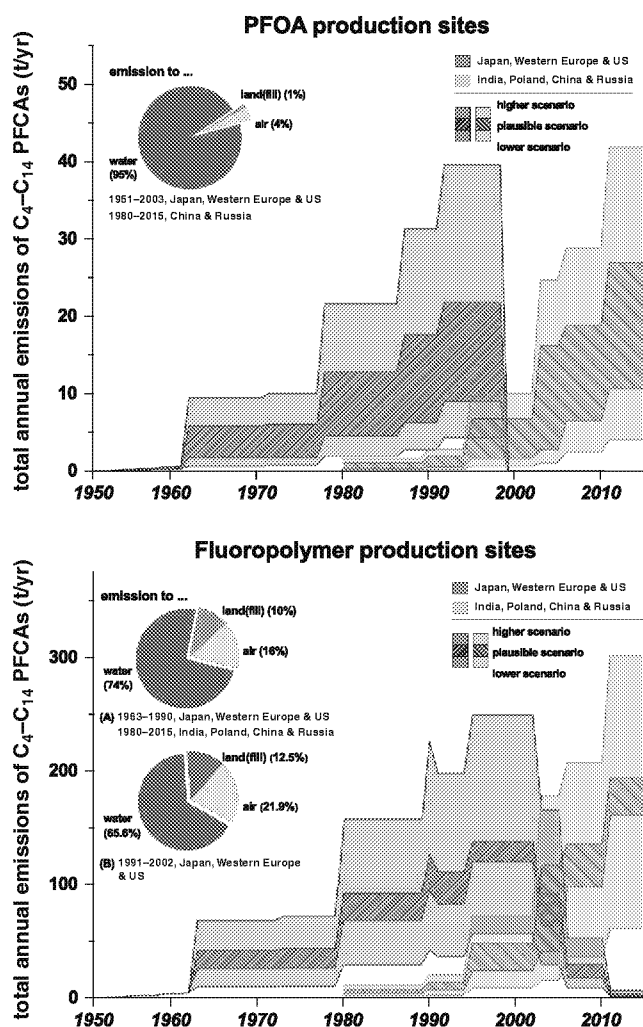 PFOA production sites
total annual emissions of C₄–C₁₄ PFCAs (t/yr)
50
40
30
20
10
0
emission to ...
land(fill) (1%)
air (4%)
water
(95%)
1951–2003, Japan, Western Europe & US
1980–2015, China & Russia
Japan, Western Europe & US
India, Poland, China & Russia
higher scenario
plausible scenario
lower scenario
1950 1960 1970 1980 1990 2000 2010
Fluoropolymer production sites
total annual emissions of C₄–C₁₄ PFCAs (t/yr)
300
200
100
0
emission to ...
land(fill) (10%)
air (16%)
water
(74%)
(A) 1963–1990, Japan, Western Europe & US
1980–2015, India, Poland, China & Russia
land(fill) (12.5%)
air (21.9%)
water
(65.6%)
(B) 1991–2002, Japan, Western Europe
& US
Japan, Western Europe & US
India, Poland, China & Russia
higher scenario
plausible scenario
lower scenario
1950 1960 1970 1980 1990 2000 2010